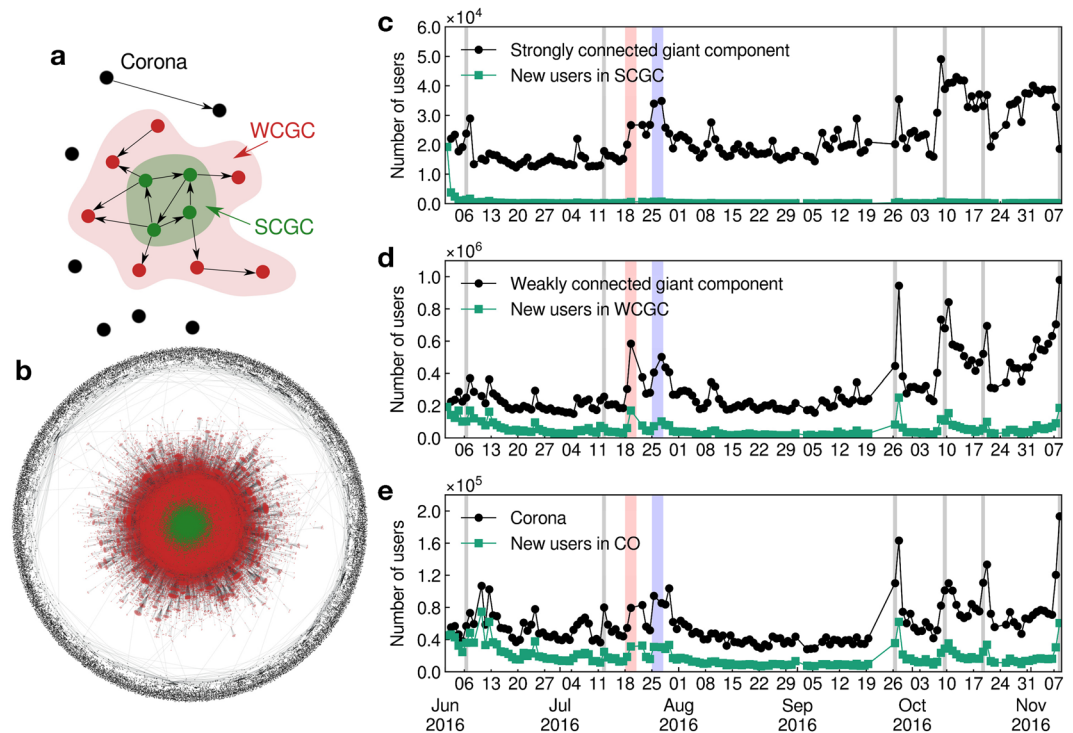 a
Corona
WCGC
SCGC
b
c
×10⁴
Number of users
6.0
5.0
4.0
3.0
2.0
1.0
0.0
Strongly connected giant component
New users in SCGC
06 13 20 27 04 11 18 25 01 08 15 22 29 05 12 19 26 03 10 17 24 31 07
d
×10⁶
Number of users
1.0
0.8
0.6
0.4
0.2
0.0
Weakly connected giant component
New users in WCGC
06 13 20 27 04 11 18 25 01 08 15 22 29 05 12 19 26 03 10 17 24 31 07
e
×10⁵
Number of users
2.0
1.6
1.2
0.8
0.4
0.0
Corona
New users in CO
06 13 20 27 04 11 18 25 01 08 15 22 29 05 12 19 26 03 10 17 24 31 07
Jun Jul Aug Sep Oct Nov
2016 2016 2016 2016 2016 2016